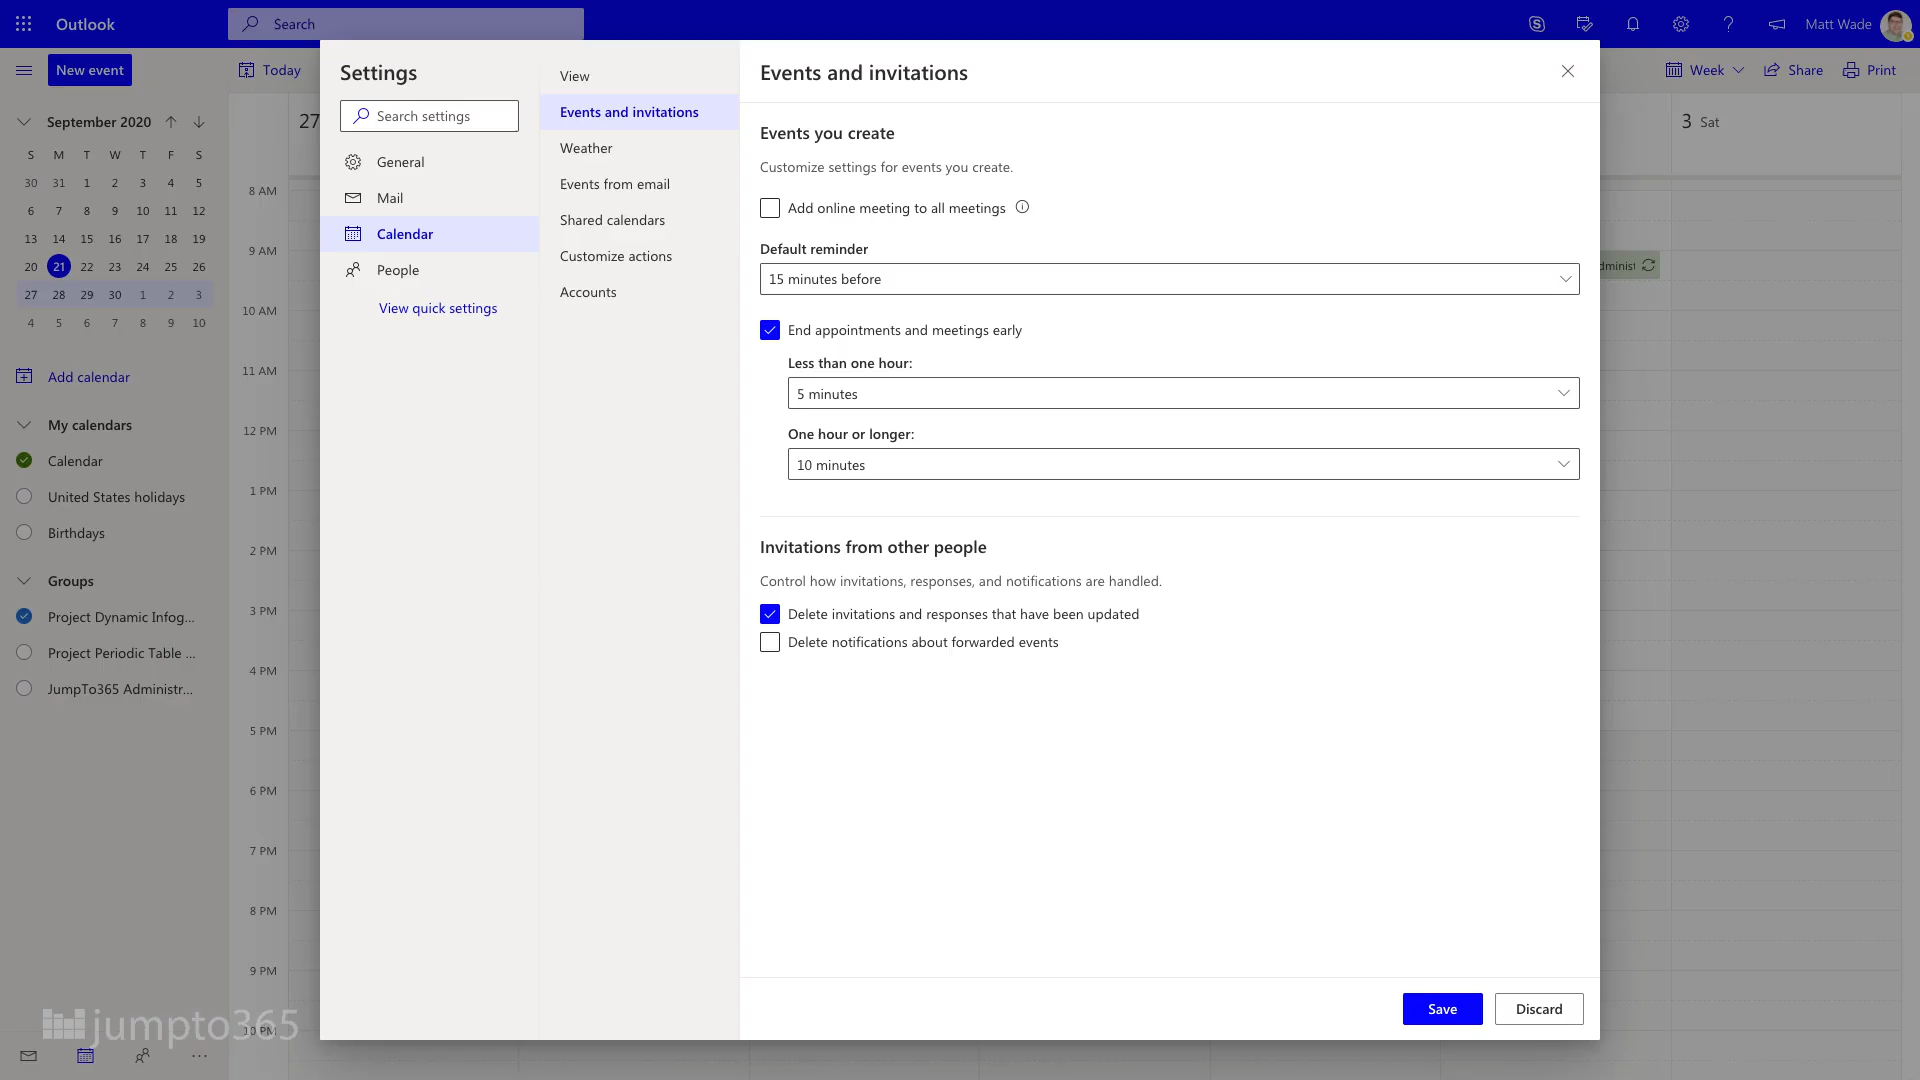 Outlook
Search
Matt Wade
New event
Today
Week
Share
Print
September 2020
S M T W T F S
30 31 1 2 3 4 5
6 7 8 9 10 11 12
13 14 15 16 17 18 19
20 21 22 23 24 25 26
27 28 29 30 1 2 3
4 5 6 7 8 9 10
Add calendar
My calendars
Calendar
United States holidays
Birthdays
Groups
Project Dynamic Infog...
Project Periodic Table ...
JumpTo365 Administr...
27
3 Sat
8 AM
9 AM
10 AM
11 AM
12 PM
1 PM
2 PM
3 PM
4 PM
5 PM
6 PM
7 PM
8 PM
9 PM
10 PM
Settings
Search settings
General
Mail
Calendar
People
View quick settings
View
Events and invitations
Weather
Events from email
Shared calendars
Customize actions
Accounts
Events and invitations
Events you create
Customize settings for events you create.
Add online meeting to all meetings
Default reminder
15 minutes before
End appointments and meetings early
Less than one hour:
5 minutes
One hour or longer:
10 minutes
Invitations from other people
Control how invitations, responses, and notifications are handled.
Delete invitations and responses that have been updated
Delete notifications about forwarded events
Save
Discard
jumpto365